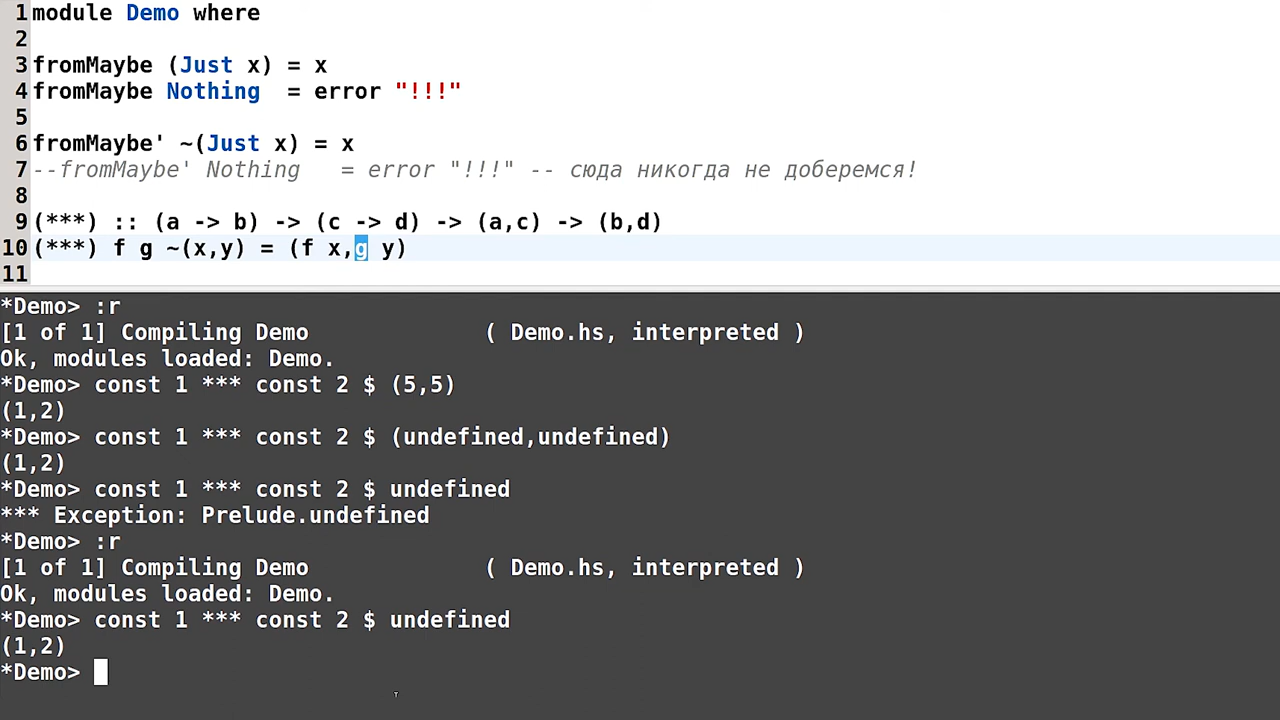 1 module Demo where
2
3 fromMaybe (Just x) = x
4 fromMaybe Nothing  = error "!!!"
5
6 fromMaybe' ~(Just x) = x
7 --fromMaybe' Nothing   = error "!!!" -- сюда никогда не доберемся!
8
9 (***) :: (a -> b) -> (c -> d) -> (a,c) -> (b,d)
10 (***) f g ~(x,y) = (f x,g y)
11
*Demo> :r
[1 of 1] Compiling Demo             ( Demo.hs, interpreted )
Ok, modules loaded: Demo.
*Demo> const 1 *** const 2 $ (5,5)
(1,2)
*Demo> const 1 *** const 2 $ (undefined,undefined)
(1,2)
*Demo> const 1 *** const 2 $ undefined
*** Exception: Prelude.undefined
*Demo> :r
[1 of 1] Compiling Demo             ( Demo.hs, interpreted )
Ok, modules loaded: Demo.
*Demo> const 1 *** const 2 $ undefined
(1,2)
*Demo>